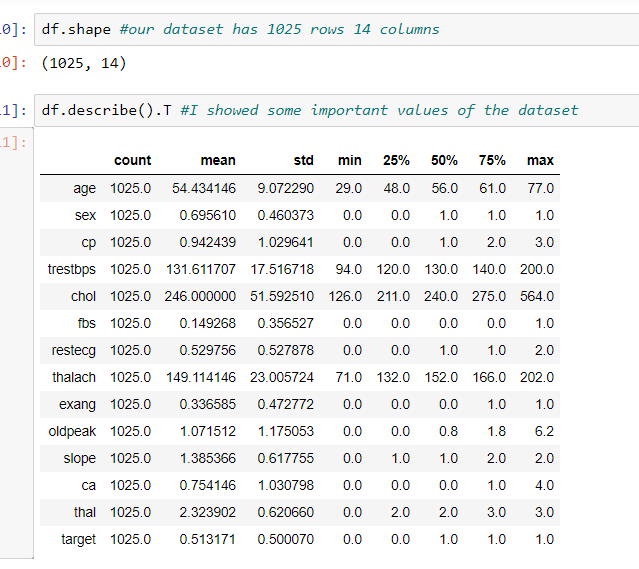 0]: df.shape #our dataset has 1025 rows 14 columns
0]: (1025, 14)
1]: df.describe().T #I showed some important values of the dataset
1]:
count mean std min 25% 50% 75% max
age 1025.0 54.434146 9.072290 29.0 48.0 56.0 61.0 77.0
sex 1025.0 0.695610 0.460373 0.0 0.0 1.0 1.0 1.0
cp 1025.0 0.942439 1.029641 0.0 0.0 1.0 2.0 3.0
trestbps 1025.0 131.611707 17.516718 94.0 120.0 130.0 140.0 200.0
chol 1025.0 246.000000 51.592510 126.0 211.0 240.0 275.0 564.0
fbs 1025.0 0.149268 0.356527 0.0 0.0 0.0 0.0 1.0
restecg 1025.0 0.529756 0.527878 0.0 0.0 1.0 1.0 2.0
thalach 1025.0 149.114146 23.005724 71.0 132.0 152.0 166.0 202.0
exang 1025.0 0.336585 0.472772 0.0 0.0 0.0 1.0 1.0
oldpeak 1025.0 1.071512 1.175053 0.0 0.0 0.8 1.8 6.2
slope 1025.0 1.385366 0.617755 0.0 1.0 1.0 2.0 2.0
ca 1025.0 0.754146 1.030798 0.0 0.0 0.0 1.0 4.0
thal 1025.0 2.323902 0.620660 0.0 2.0 2.0 3.0 3.0
target 1025.0 0.513171 0.500070 0.0 0.0 1.0 1.0 1.0